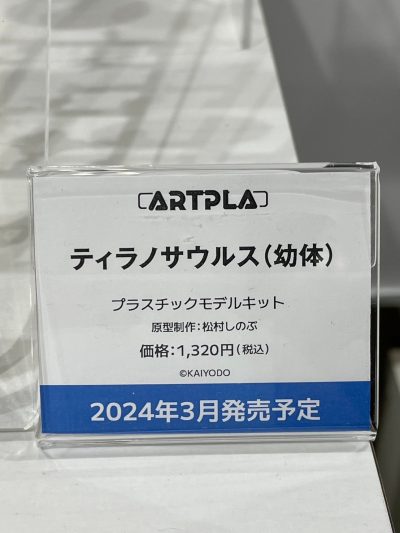 ARTPLA
ティラノサウルス（幼体）
プラスチックモデルキット
原型制作：松村しのぶ
価格：1,320円（税込）
©KAIYODO
2024年3月発売予定